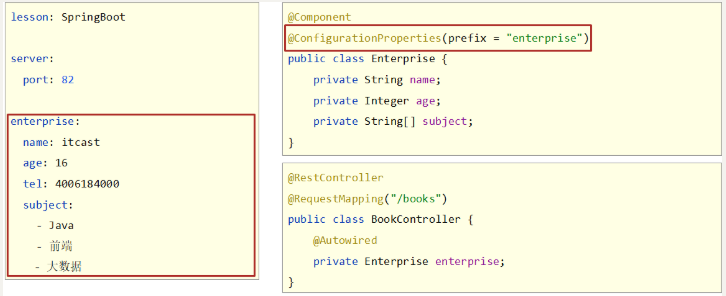 lesson: SpringBoot
server:
  port: 82
enterprise:
  name: itcast
  age: 16
  tel: 4006184000
  subject:
    - Java
    - 前端
    - 大数据
@Component
@ConfigurationProperties(prefix = "enterprise")
public class Enterprise {
    private String name;
    private Integer age;
    private String[] subject;
}
@RestController
@RequestMapping("/books")
public class BookController {
    @Autowired
    private Enterprise enterprise;
}